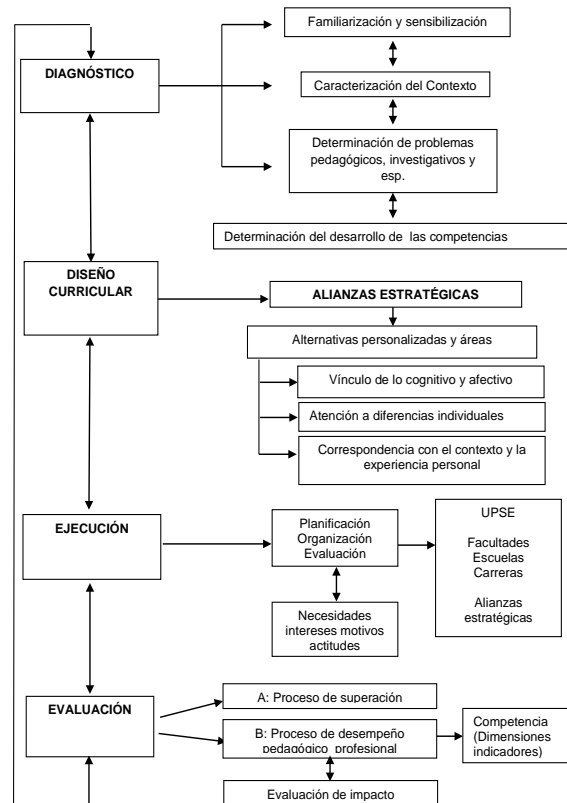 Familiarización y sensibilización
DIAGNÓSTICO
Caracterización del Contexto
Determinación de problemas
pedagógicos, investigativos y
esp.
Determinación del desarrollo de las competencias
DISEÑO
CURRICULAR
ALIANZAS ESTRATÉGICAS
Alternativas personalizadas y áreas
Vínculo de lo cognitivo y afectivo
Atención a diferencias individuales
Correspondencia con el contexto y la
experiencia personal
EJECUCIÓN
Planificación
Organización
Evaluación
UPSE
Facultades
Escuelas
Carreras
Alianzas
estratégicas
Necesidades
intereses motivos
actitudes
EVALUACIÓN
A: Proceso de superación
B: Proceso de desempeño
pedagógico profesional
Competencia
(Dimensiones
indicadores)
Evaluación de impacto